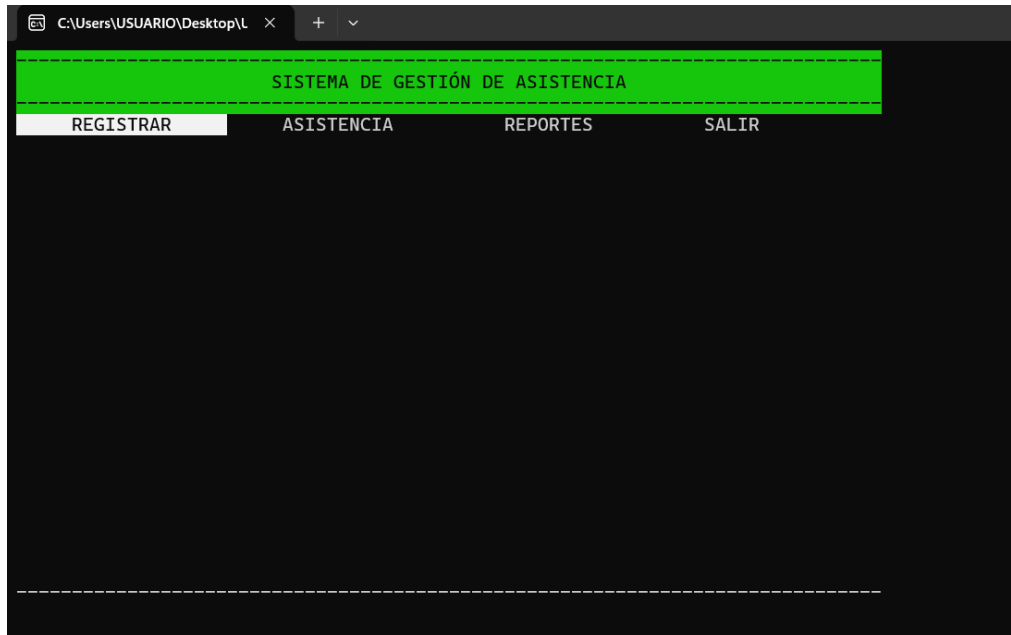 C:\Users\USUARIO\Desktop\L
SISTEMA DE GESTIÓN DE ASISTENCIA
REGISTRAR ASISTENCIA REPORTES SALIR